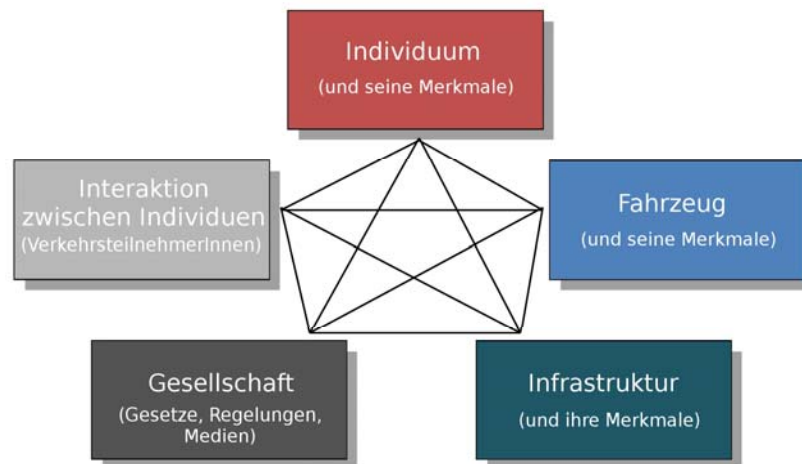 Individuum
(und seine Merkmale)
Interaktion
zwischen Individuen
(VerkehrsteilnehmerInnen)
Fahrzeug
(und seine Merkmale)
Gesellschaft
(Gesetze, Regelungen,
Medien)
Infrastruktur
(und ihre Merkmale)